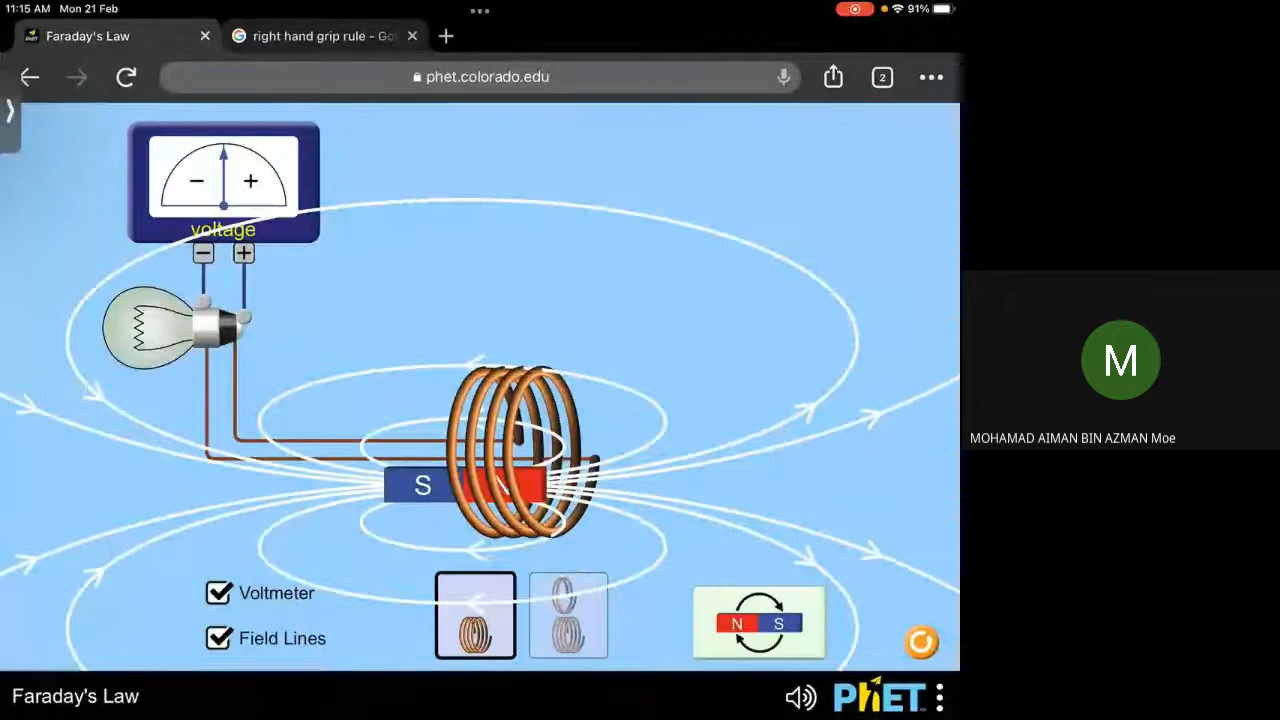 11:15 AM Mon 21 Feb
91%
Faraday's Law
right hand grip rule - Go
phet.colorado.edu
2
− +
voltage
− +
S N
Voltmeter
Field Lines
N S
Faraday's Law
PhET
M
MOHAMAD AIMAN BIN AZMAN Moe